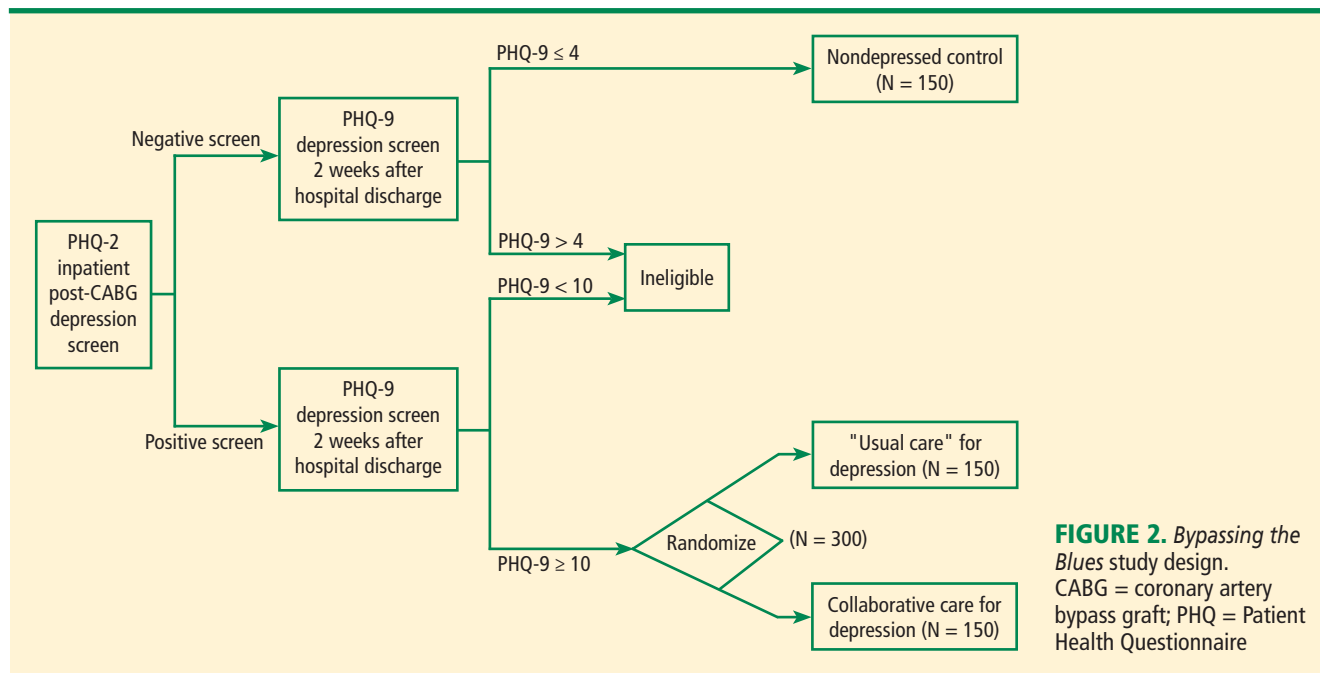 PHQ-2
inpatient
post-CABG
depression
screen
Negative screen
PHQ-9
depression screen
2 weeks after
hospital discharge
PHQ-9 ≤ 4
Nondepressed control
(N = 150)
PHQ-9 > 4
Ineligible
PHQ-9 < 10
Positive screen
PHQ-9
depression screen
2 weeks after
hospital discharge
PHQ-9 ≥ 10
Randomize
(N = 300)
"Usual care" for
depression (N = 150)
Collaborative care for
depression (N = 150)
FIGURE 2. Bypassing the
Blues study design.
CABG = coronary artery
bypass graft; PHQ = Patient
Health Questionnaire